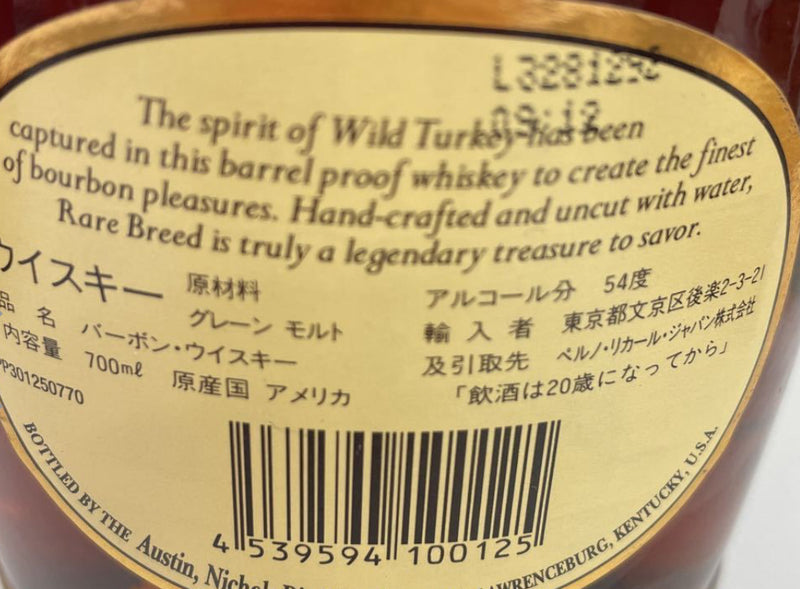 L3281292
09:12
The spirit of Wild Turkey has been
captured in this barrel proof whiskey to create the finest
of bourbon pleasures. Hand-crafted and uncut with water,
Rare Breed is truly a legendary treasure to savor.
ウイスキー
原材料
グレーン モルト
品 名 バーボン・ウイスキー
内容量 700ml 原産国 アメリカ
P301250770
アルコール分 54度
輸 入 者 東京都文京区後楽2-3-21
及引取先 ペルノ・リカール・ジャパン株式会社
「飲酒は20歳になってから」
4 539594 100125
BOTTLED BY THE Austin, KENTUCKY, U.S.A.